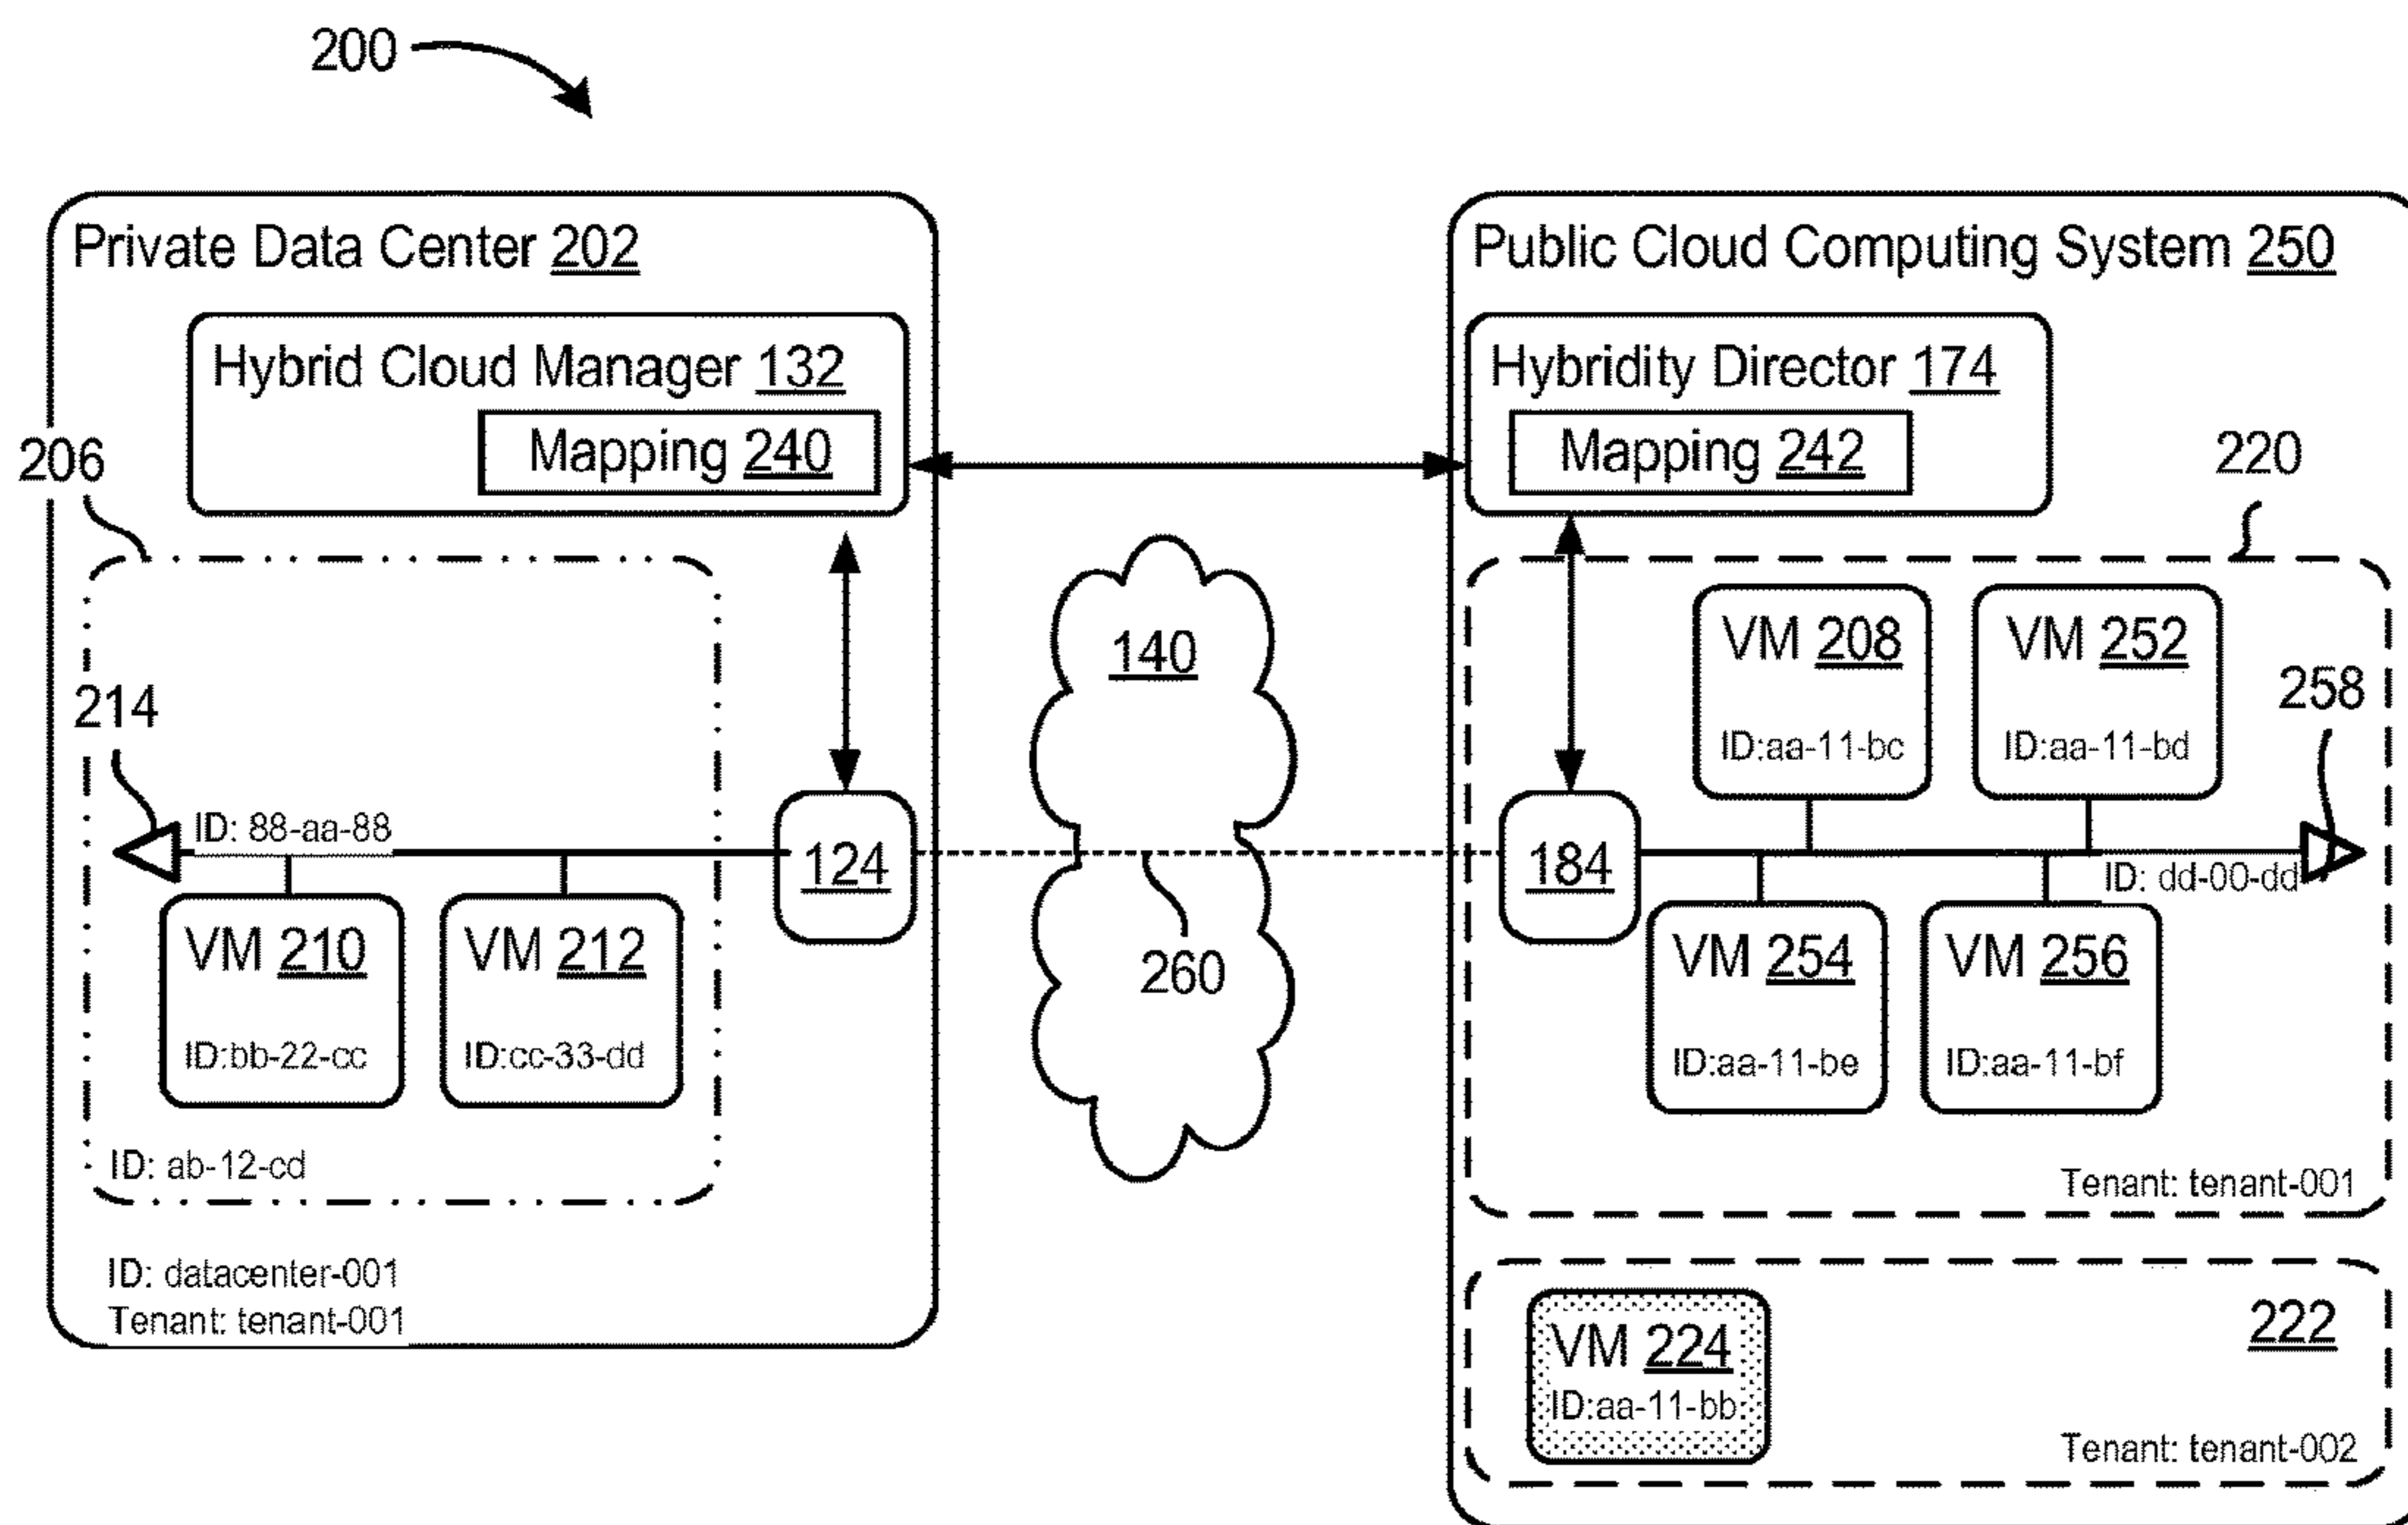 200
Private Data Center 202
Hybrid Cloud Manager 132
Mapping 240
206
214
ID: 88-aa-88
124
VM 210
ID:bb-22-cc
VM 212
ID:cc-33-dd
ID: ab-12-cd
ID: datacenter-001
Tenant: tenant-001
140
260
Public Cloud Computing System 250
Hybridity Director 174
Mapping 242
220
VM 208
ID:aa-11-bc
VM 252
ID:aa-11-bd
258
184
ID: dd-00-dd
VM 254
ID:aa-11-be
VM 256
ID:aa-11-bf
Tenant: tenant-001
222
VM 224
ID:aa-11-bb
Tenant: tenant-002